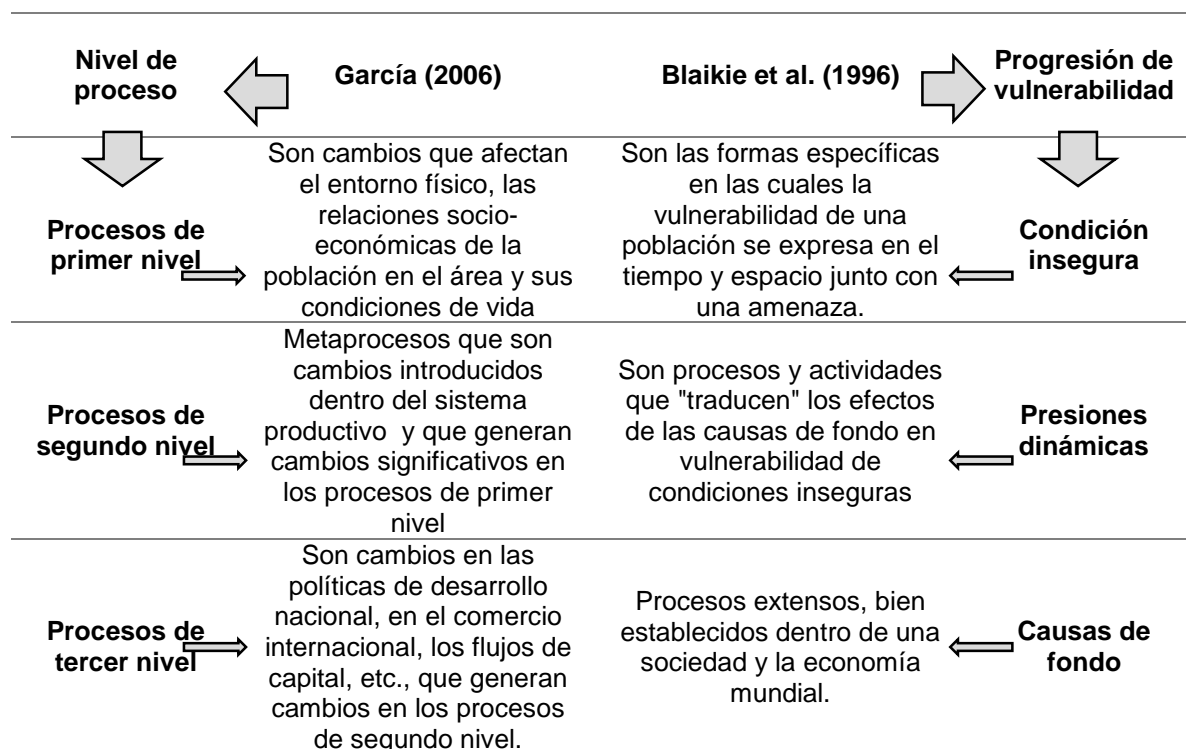 Nivel de
proceso
García (2006)
Blaikie et al. (1996)
Progresión de
vulnerabilidad
Procesos de
primer nivel
Son cambios que afectan
el entorno físico, las
relaciones socio-
económicas de la
población en el área y sus
condiciones de vida
Son las formas específicas
en las cuales la
vulnerabilidad de una
población se expresa en el
tiempo y espacio junto con
una amenaza.
Condición
insegura
Procesos de
segundo nivel
Metaprocesos que son
cambios introducidos
dentro del sistema
productivo y que generan
cambios significativos en
los procesos de primer
nivel
Son procesos y actividades
que "traducen" los efectos
de las causas de fondo en
vulnerabilidad de
condiciones inseguras
Presiones
dinámicas
Procesos de
tercer nivel
Son cambios en las
políticas de desarrollo
nacional, en el comercio
internacional, los flujos de
capital, etc., que generan
cambios en los procesos
de segundo nivel.
Procesos extensos, bien
establecidos dentro de una
sociedad y la economía
mundial.
Causas de
fondo